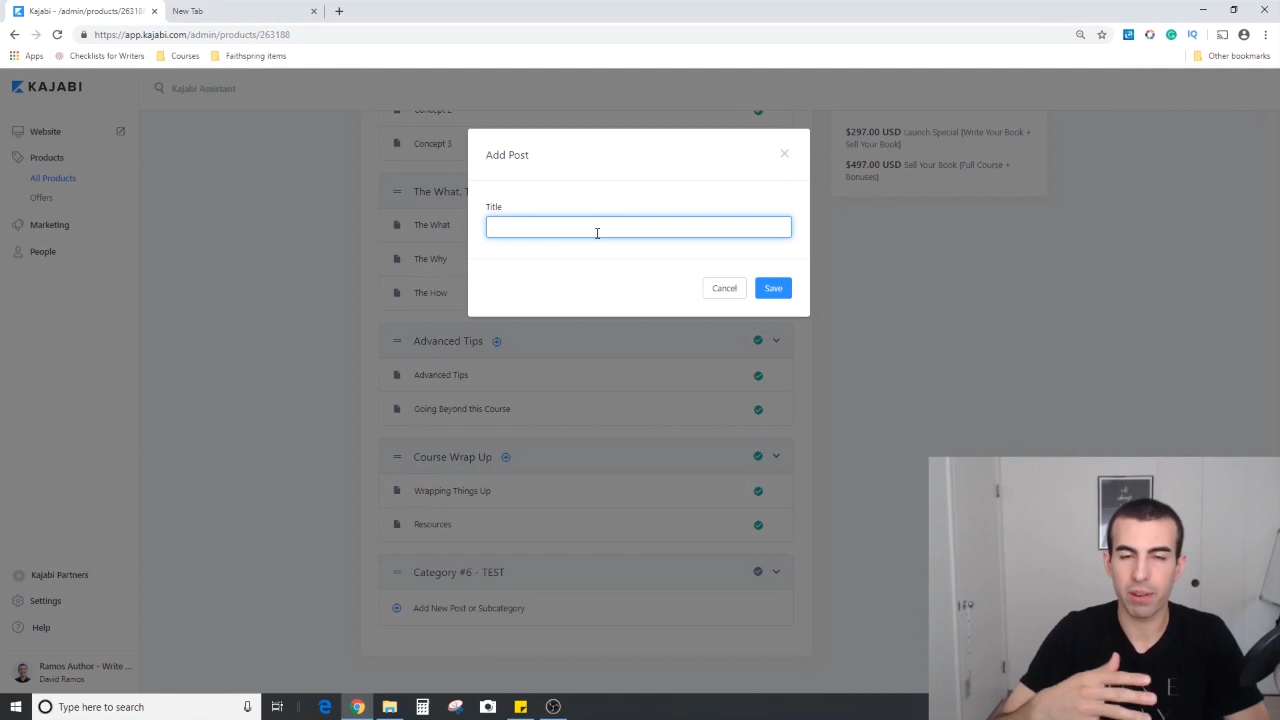 Kajabi - /admin/products/26318
New Tab
https://app.kajabi.com/admin/products/263188
Apps
Checklists for Writers
Courses
Faithspring items
Other bookmarks
KAJABI
Kajabi Assistant
Website
Products
All Products
Offers
Marketing
People
Concept 3
$297.00 USD Launch Special [Write Your Book +
Sell Your Book]
$497.00 USD Sell Your Book [Full Course +
Bonuses]
Add Post
Title
Cancel
Save
The What, T
The What
The Why
The How
Advanced Tips
Advanced Tips
Going Beyond this Course
Course Wrap Up
Wrapping Things Up
Resources
Category #6 - TEST
Add New Post or Subcategory
Kajabi Partners
Settings
Help
Ramos Author - Write ...
David Ramos
Type here to search